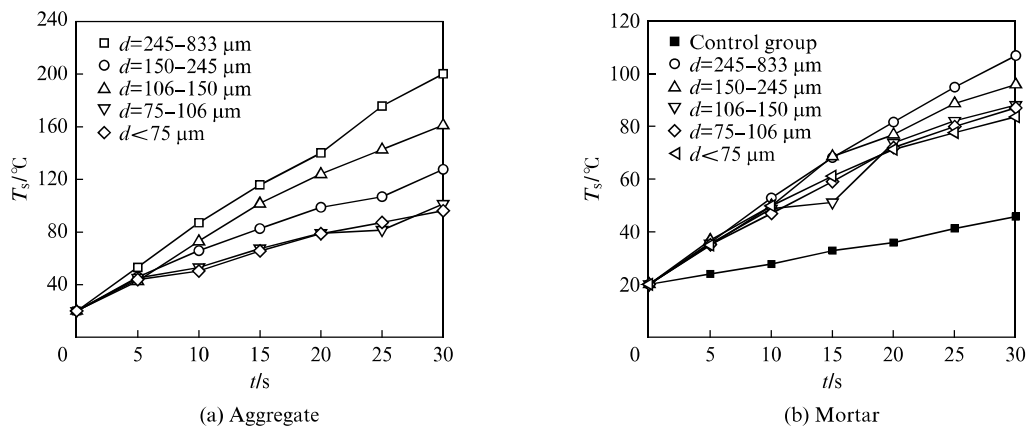 240
200
160
120
80
40
0
5 10 15 20 25 30
Ts/℃
t/s
d=245–833 μm
d=150–245 μm
d=106–150 μm
d=75–106 μm
d<75 μm
(a) Aggregate
120
100
80
60
40
20
0
5 10 15 20 25 30
Ts/℃
t/s
Control group
d=245–833 μm
d=150–245 μm
d=106–150 μm
d=75–106 μm
d<75 μm
(b) Mortar